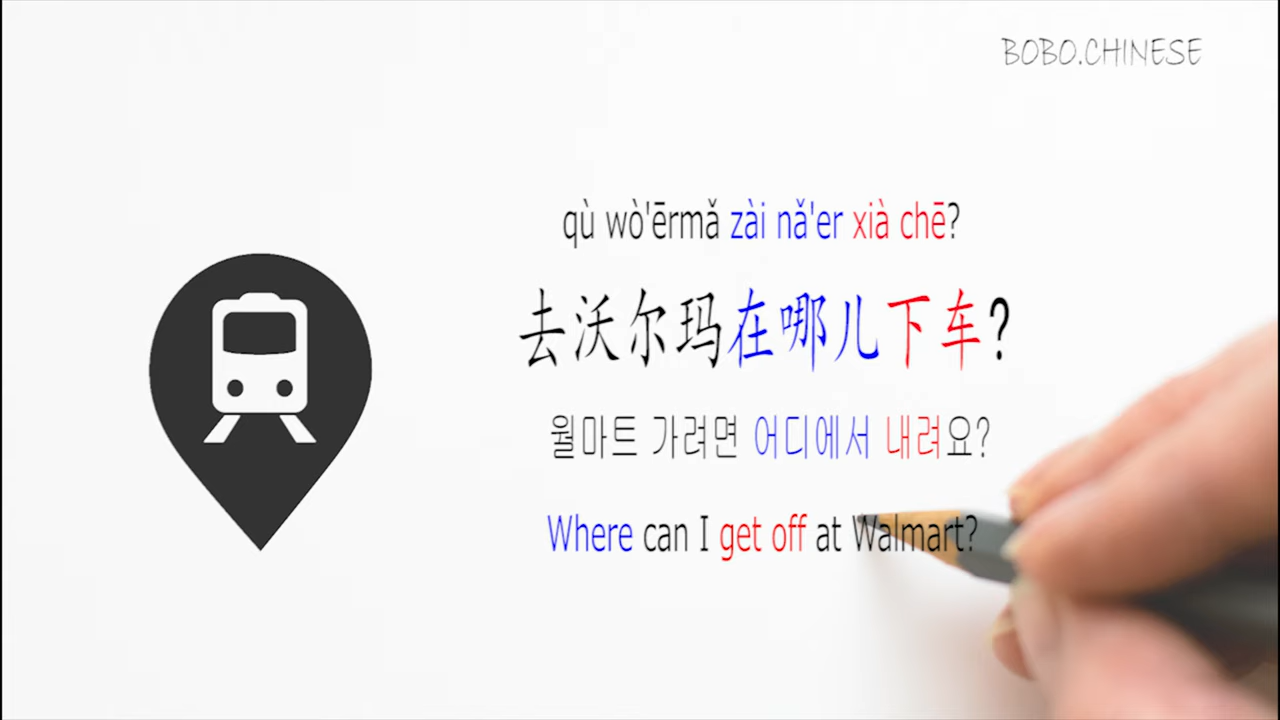 BOBO.CHINESE
qù wò'ērmǎ zài nǎ'er xià chē?
去沃尔玛在哪儿下车?
월마트 가려면 어디에서 내려요?
Where can I get off at Walmart?